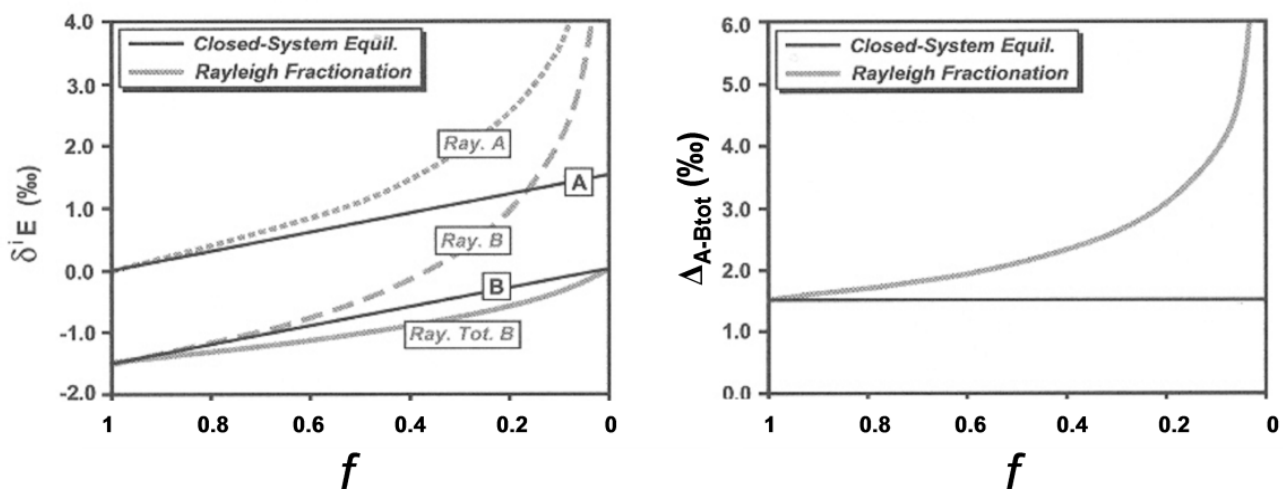 4.0
3.0
2.0
1.0
0.0
-1.0
-2.0
δⁱE (‰)
Closed-System Equil.
Rayleigh Fractionation
Ray. A
A
Ray. B
B
Ray. Tot. B
1 0.8 0.6 0.4 0.2 0
f
6.0
5.0
4.0
3.0
2.0
1.0
0.0
Δ_A-Btot (‰)
Closed-System Equil.
Rayleigh Fractionation
1 0.8 0.6 0.4 0.2 0
f